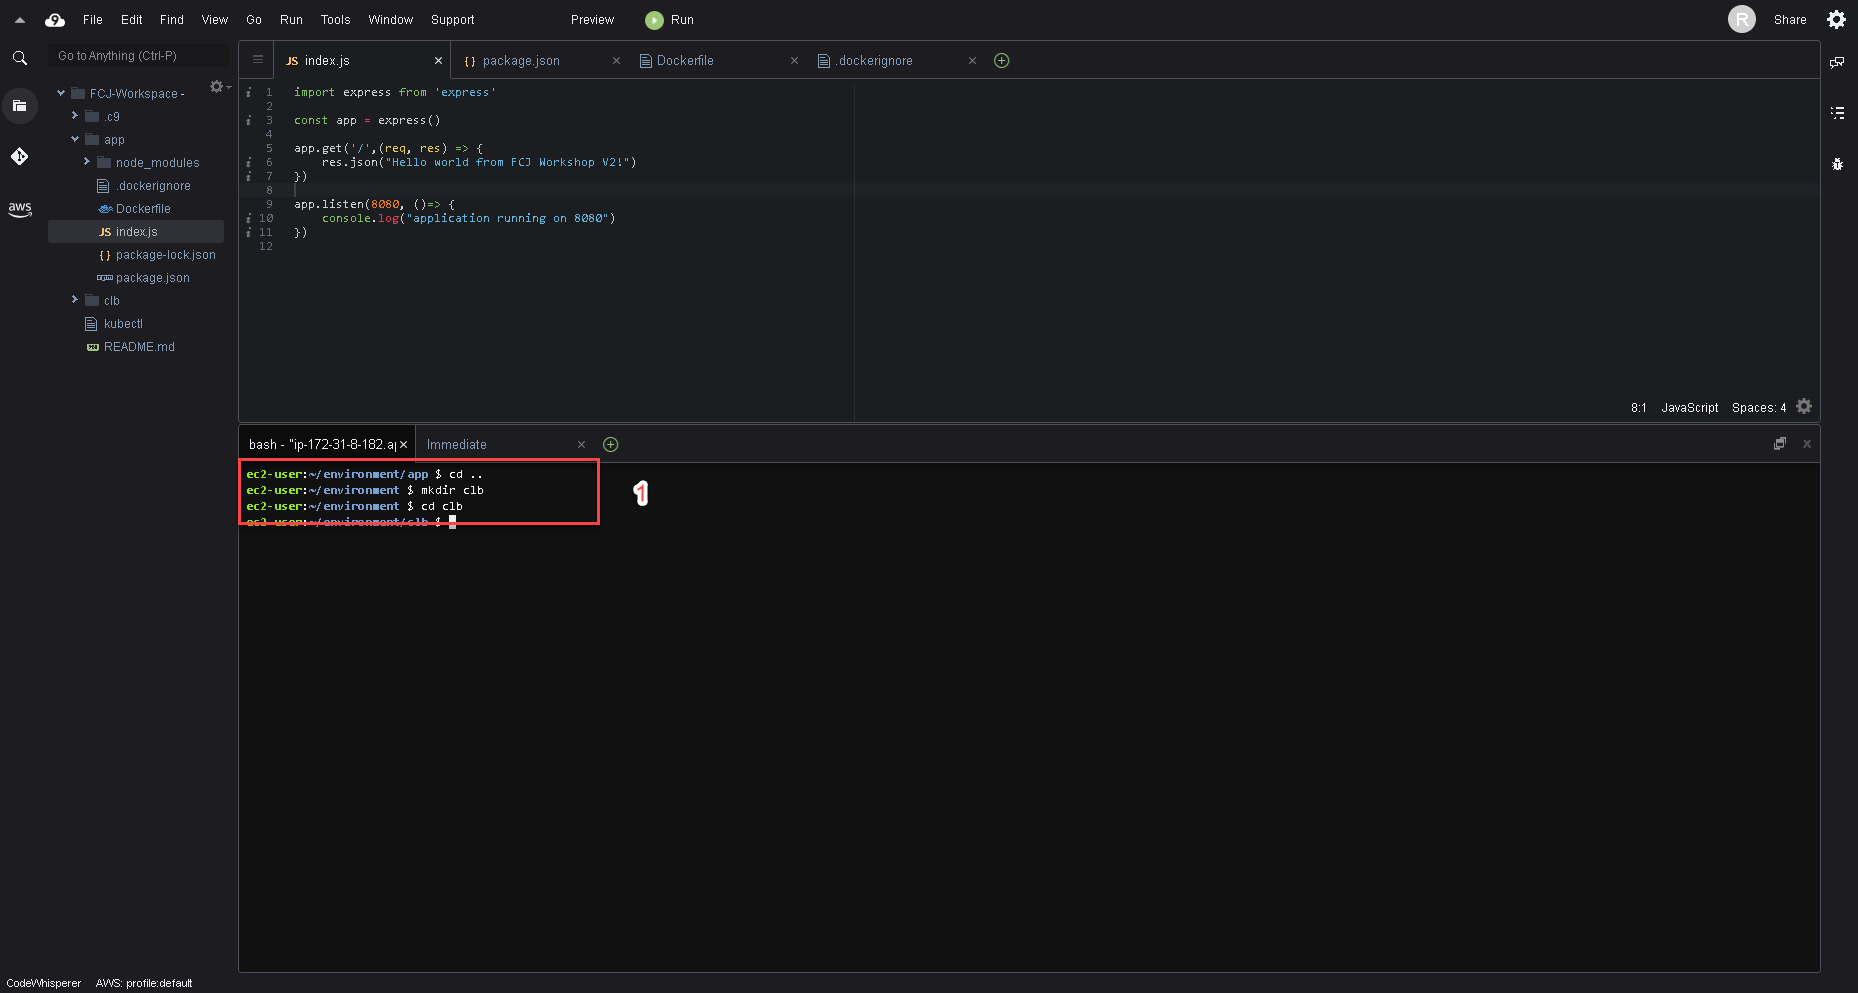 File Edit Find View Go Run Tools Window Support Preview Run R Share
Go to Anything (Ctrl-P)
FCJ-Workspace -
.c9
app
node_modules
.dockerignore
Dockerfile
index.js
package-lock.json
package.json
clb
kubectl
README.md
aws
index.js package.json Dockerfile .dockerignore
1 import express from 'express'
2
3 const app = express()
4
5 app.get('/',(req, res) => {
6 res.json("Hello world from FCJ Workshop V2!")
7 })
8
9 app.listen(8080, ()=> {
10 console.log("application running on 8080")
11 })
12
8:1 JavaScript Spaces: 4
bash - "ip-172-31-8-182.ap Immediate
ec2-user:~/environment/app $ cd ..
ec2-user:~/environment $ mkdir clb
ec2-user:~/environment $ cd clb
ec2-user:~/environment/clb $
1
CodeWhisperer AWS: profile:default